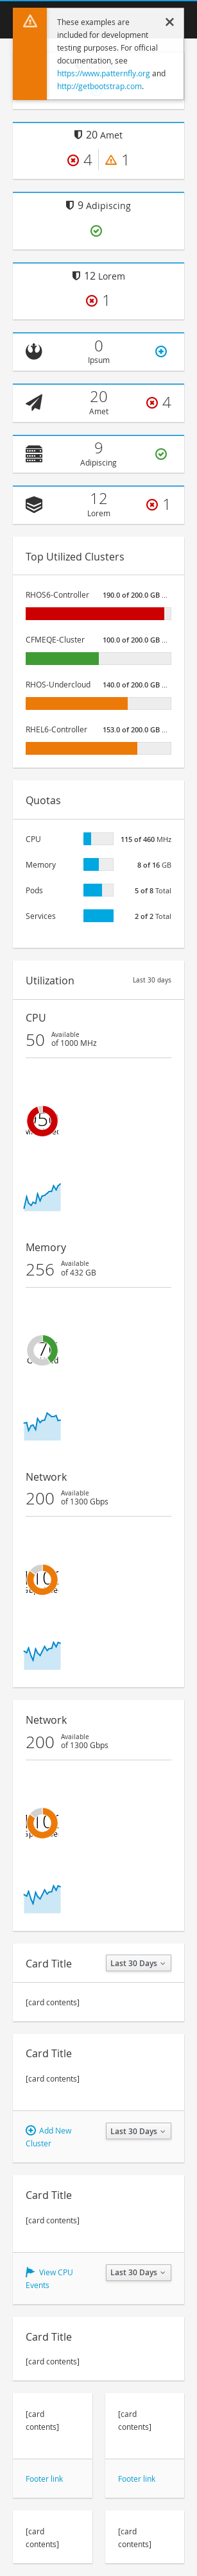 These examples are
included for development
testing purposes. For official
documentation, see
https://www.patternfly.org and
http://getbootstrap.com.
20 Amet
4 1
9 Adipiscing
12 Lorem
1
0
Ipsum
20
Amet
4
9
Adipiscing
12
Lorem
1
Top Utilized Clusters
RHOS6-Controller 190.0 of 200.0 GB ...
CFMEQE-Cluster 100.0 of 200.0 GB ...
RHOS-Undercloud 140.0 of 200.0 GB ...
RHEL6-Controller 153.0 of 200.0 GB ...
Quotas
CPU 115 of 460 MHz
Memory 8 of 16 GB
Pods 5 of 8 Total
Services 2 of 2 Total
Utilization Last 30 days
CPU
50 Available
of 1000 MHz
Memory
256 Available
of 432 GB
Network
200 Available
of 1300 Gbps
Network
200 Available
of 1300 Gbps
Card Title Last 30 Days
[card contents]
Card Title
[card contents]
Add New
Cluster
Last 30 Days
Card Title
[card contents]
View CPU
Events
Last 30 Days
Card Title
[card contents]
[card
contents]
Footer link
[card
contents]
Footer link
[card
contents]
[card
contents]